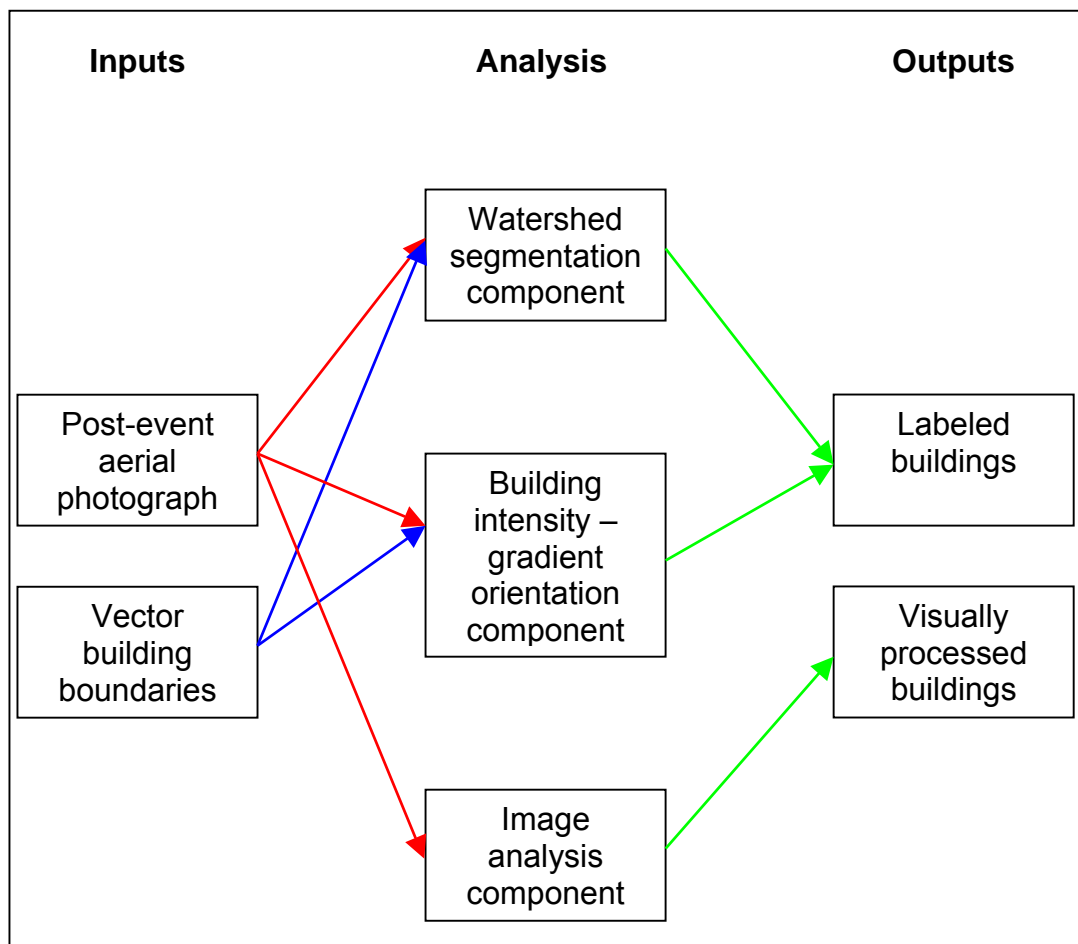 Inputs
Analysis
Outputs
Post-event
aerial
photograph
Vector
building
boundaries
Watershed
segmentation
component
Building
intensity –
gradient
orientation
component
Image
analysis
component
Labeled
buildings
Visually
processed
buildings